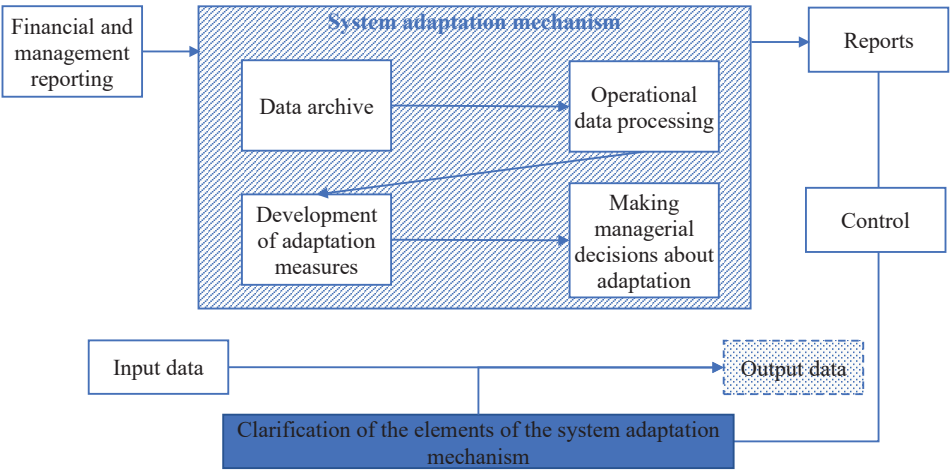 Financial and
management
reporting
System adaptation mechanism
Reports
Data archive
Operational
data processing
Development
of adaptation
measures
Making
managerial
decisions about
adaptation
Control
Input data
Output data
Clarification of the elements of the system adaptation
mechanism